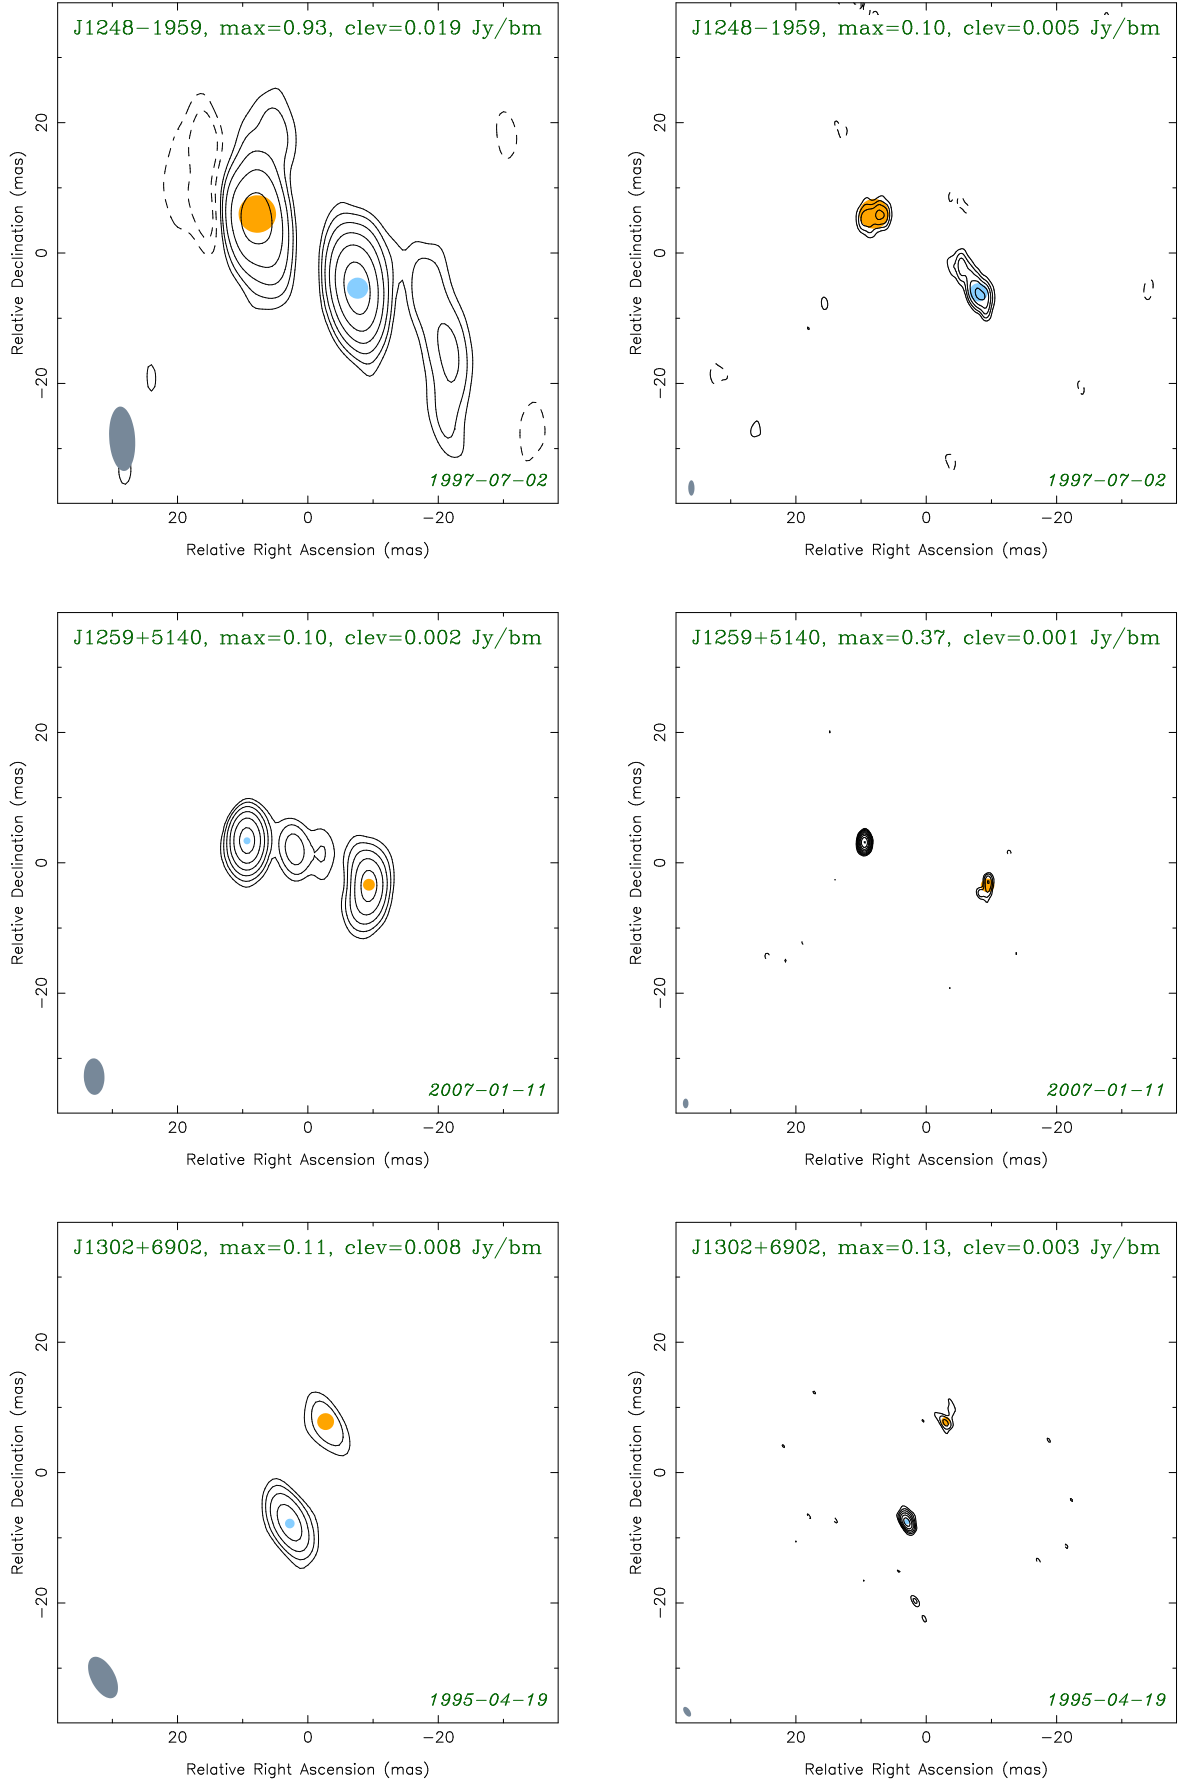 J1248−1959, max=0.93, clev=0.019 Jy/bm
Relative Declination (mas)
20
0
−20
1997−07−02
20 0 −20
Relative Right Ascension (mas)
J1248−1959, max=0.10, clev=0.005 Jy/bm
Relative Declination (mas)
20
0
−20
1997−07−02
20 0 −20
Relative Right Ascension (mas)
J1259+5140, max=0.10, clev=0.002 Jy/bm
Relative Declination (mas)
20
0
−20
2007−01−11
20 0 −20
Relative Right Ascension (mas)
J1259+5140, max=0.37, clev=0.001 Jy/bm
Relative Declination (mas)
20
0
−20
2007−01−11
20 0 −20
Relative Right Ascension (mas)
J1302+6902, max=0.11, clev=0.008 Jy/bm
Relative Declination (mas)
20
0
−20
1995−04−19
20 0 −20
Relative Right Ascension (mas)
J1302+6902, max=0.13, clev=0.003 Jy/bm
Relative Declination (mas)
20
0
−20
1995−04−19
20 0 −20
Relative Right Ascension (mas)